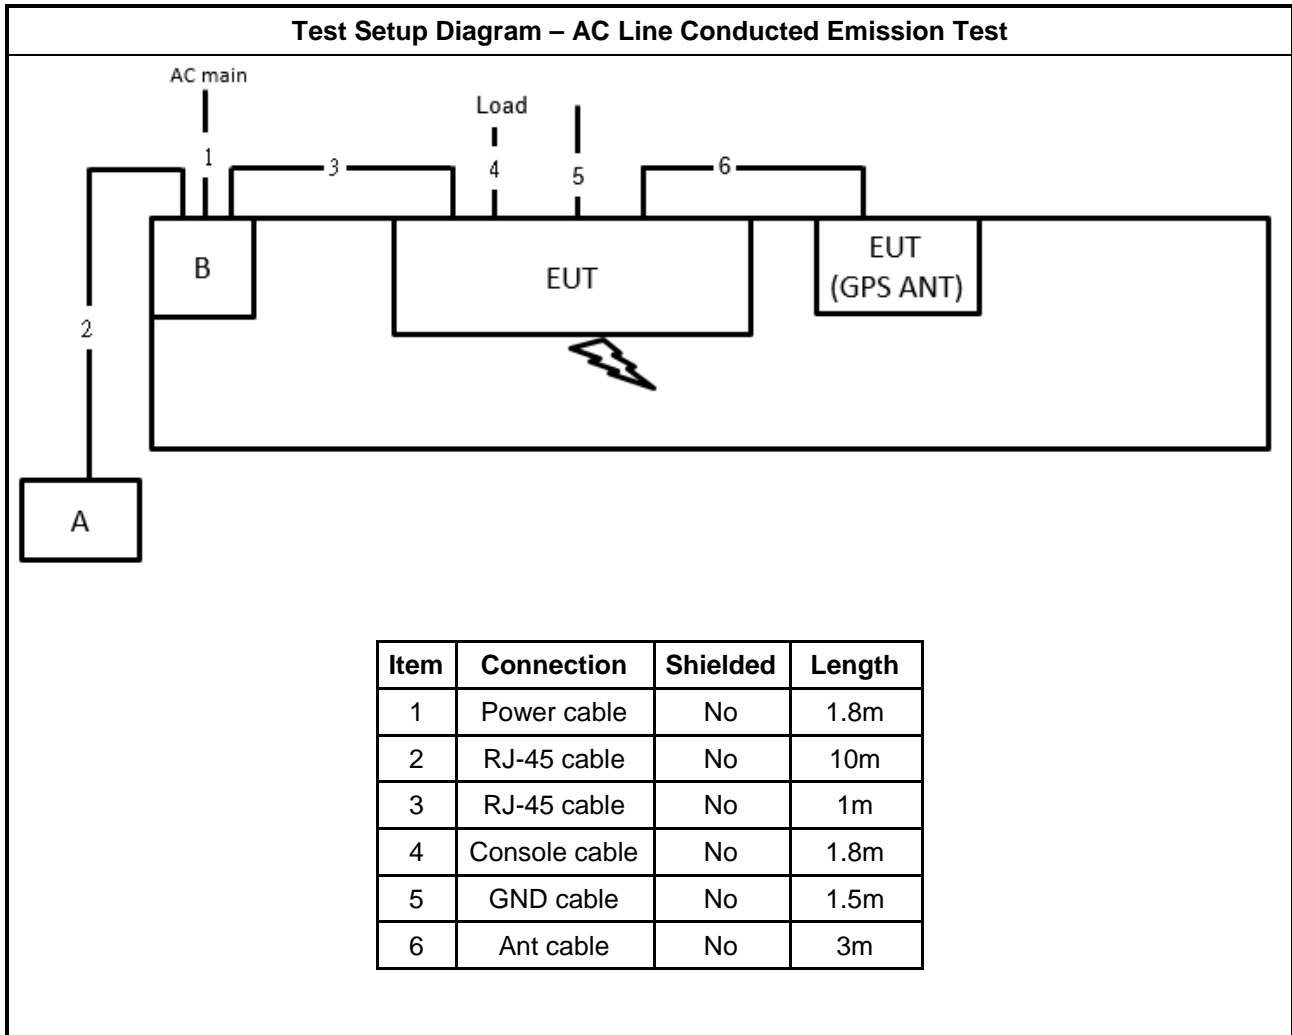 Test Setup Diagram – AC Line Conducted Emission Test
AC main
Load
1
3
4
5
6
B
EUT
EUT
(GPS ANT)
2
A
Item Connection Shielded Length
1 Power cable No 1.8m
2 RJ-45 cable No 10m
3 RJ-45 cable No 1m
4 Console cable No 1.8m
5 GND cable No 1.5m
6 Ant cable No 3m